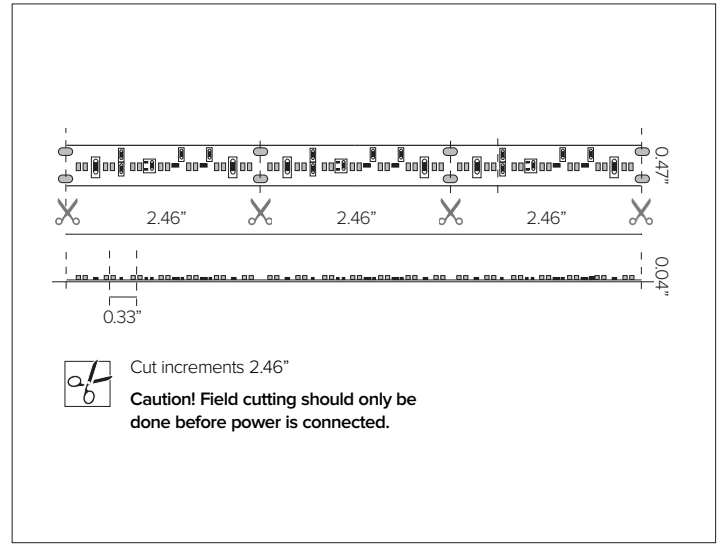 0.47”
2.46”
2.46”
2.46”
0.04”
0.33”
Cut increments 2.46”
Caution! Field cutting should only be
done before power is connected.